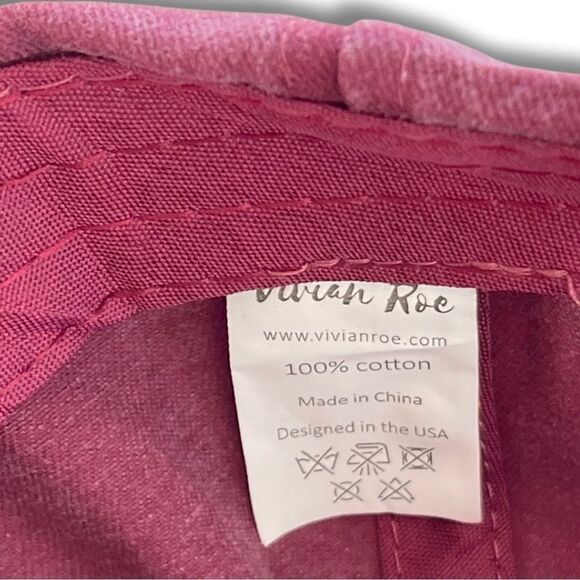 Vivian Roe
www.vivianroe.com
100% cotton
Made in China
Designed in the USA